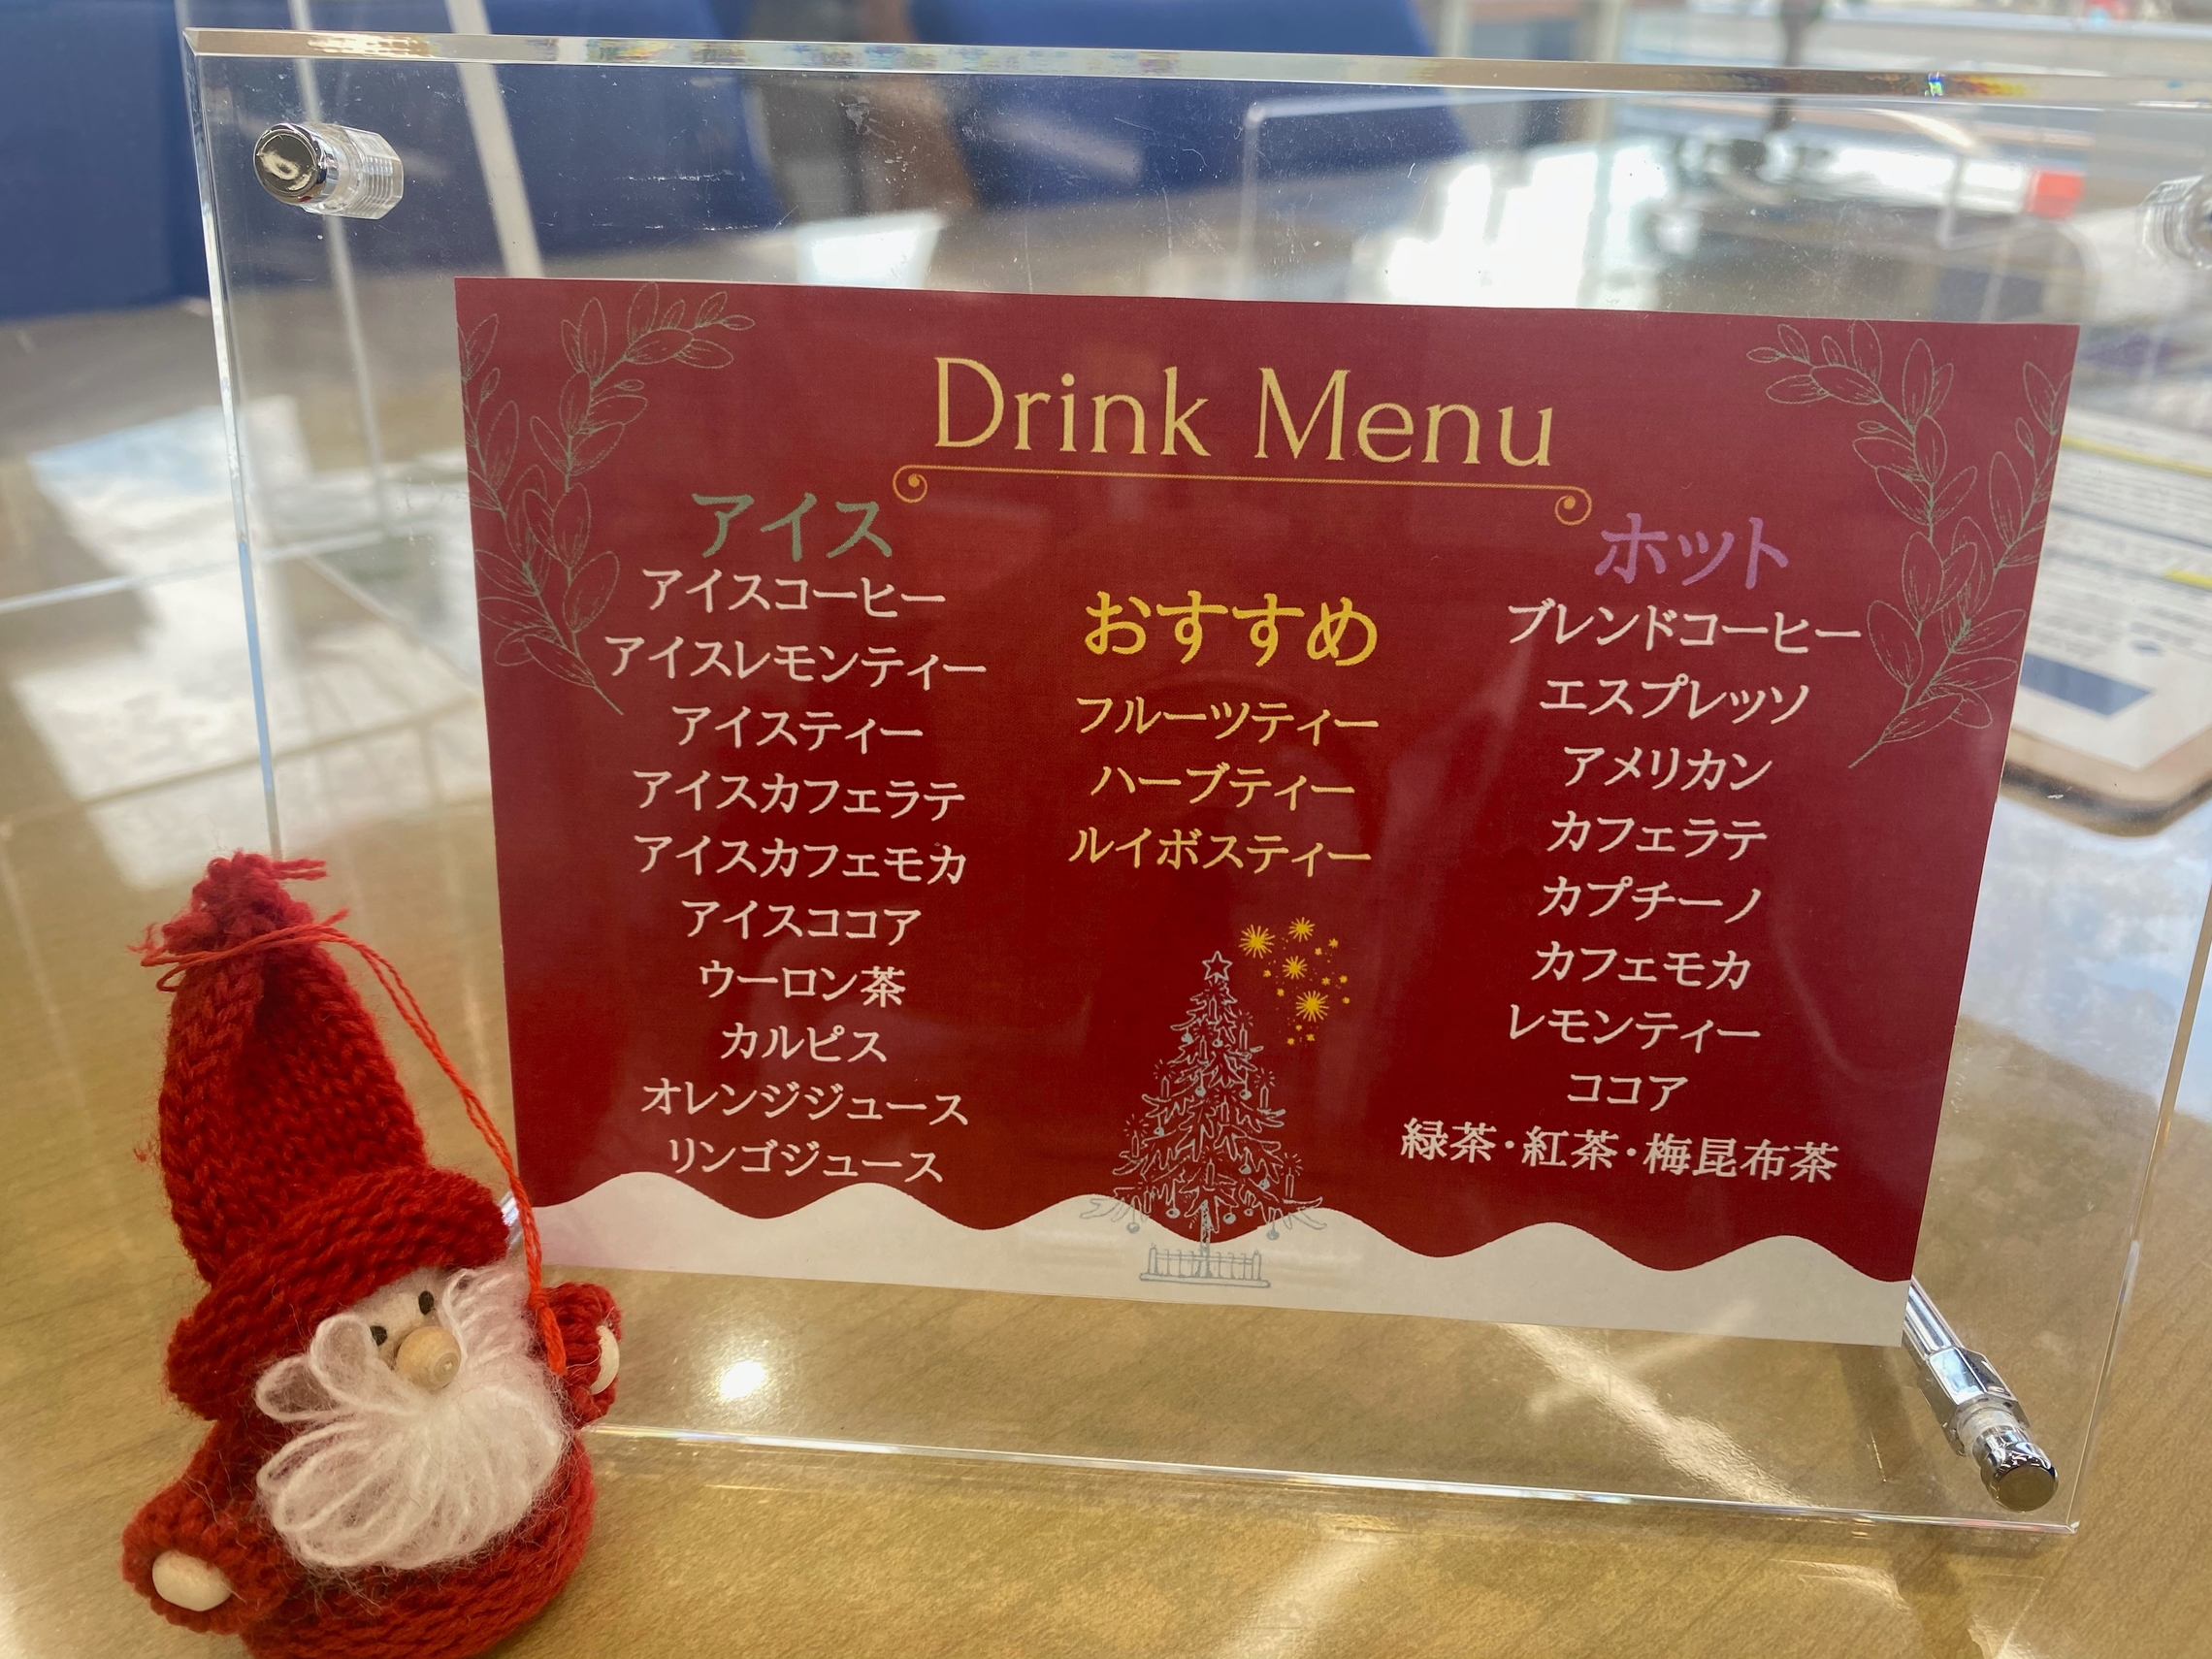 Drink Menu
アイス
アイスコーヒー
アイスレモンティー
アイスティー
アイスカフェラテ
アイスカフェモカ
アイスココア
ウーロン茶
カルピス
オレンジジュース
リンゴジュース
おすすめ
フルーツティー
ハーブティー
ルイボスティー
ホット
ブレンドコーヒー
エスプレッソ
アメリカン
カフェラテ
カプチーノ
カフェモカ
レモンティー
ココア
緑茶・紅茶・梅昆布茶